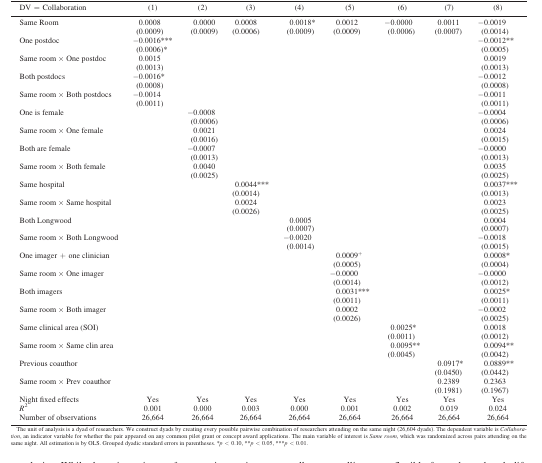 DV = Collaboration (1) (2) (3) (4) (5) (6) (7) (8)
Same Room 0.0008 0.0000 0.0008 0.0018* 0.0012 −0.0000 0.0011 −0.0019
(0.0009) (0.0009) (0.0006) (0.0009) (0.0009) (0.0006) (0.0007) (0.0014)
One postdoc −0.0016*** −0.0012**
(0.0006)* (0.0005)
Same room × One postdoc 0.0015 0.0019
(0.0013) (0.0013)
Both postdocs −0.0016* −0.0012
(0.0008) (0.0008)
Same room × Both postdocs −0.0014 −0.0011
(0.0011) (0.0011)
One is female −0.0008 −0.0004
(0.0006) (0.0006)
Same room × One female 0.0021 0.0024
(0.0016) (0.0015)
Both are female −0.0007 −0.0000
(0.0013) (0.0013)
Same room × Both female 0.0040 0.0035
(0.0025) (0.0025)
Same hospital 0.0044*** 0.0037***
(0.0014) (0.0013)
Same room × Same hospital 0.0024 0.0023
(0.0026) (0.0025)
Both Longwood 0.0005 0.0004
(0.0007) (0.0007)
Same room × Both Longwood −0.0020 −0.0018
(0.0014) (0.0015)
One imager + one clinician 0.0009⁺ 0.0008*
(0.0005) (0.0004)
Same room × One imager −0.0000 −0.0000
(0.0014) (0.0012)
Both imagers 0.0031*** 0.0025*
(0.0011) (0.0011)
Same room × Both imager 0.0002 −0.0002
(0.0026) (0.0025)
Same clinical area (SOI) 0.0025* 0.0018
(0.0011) (0.0012)
Same room × Same clin area 0.0095** 0.0094**
(0.0045) (0.0042)
Previous coauthor 0.0917* 0.0889**
(0.0450) (0.0442)
Same room × Prev coauthor 0.2389 0.2363
(0.1981) (0.1967)
Night fixed effects Yes Yes Yes Yes Yes Yes Yes Yes
R² 0.001 0.000 0.003 0.000 0.001 0.002 0.019 0.024
Number of observations 26,664 26,664 26,664 26,664 26,664 26,664 26,664 26,664
The unit of analysis is a dyad of researchers. We construct dyads by creating every possible pairwise combination of researchers attending on the same night (26,604 dyads). The dependent variable is Collabora-
tion, an indicator variable for whether the pair appeared on any common pilot grant or concept award applications. The main variable of interest is Same room, which was randomized across pairs attending on the
same night. All estimation is by OLS. Grouped dyadic standard errors in parentheses. *p < 0.10, **p < 0.05, ***p < 0.01.